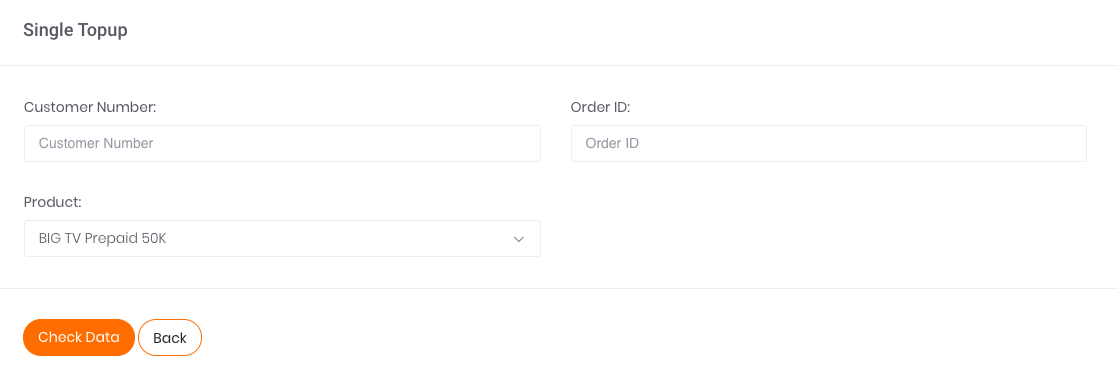 Single Topup
Customer Number:
Order ID:
Customer Number
Order ID
Product:
BIG TV Prepaid 50K
Check Data
Back